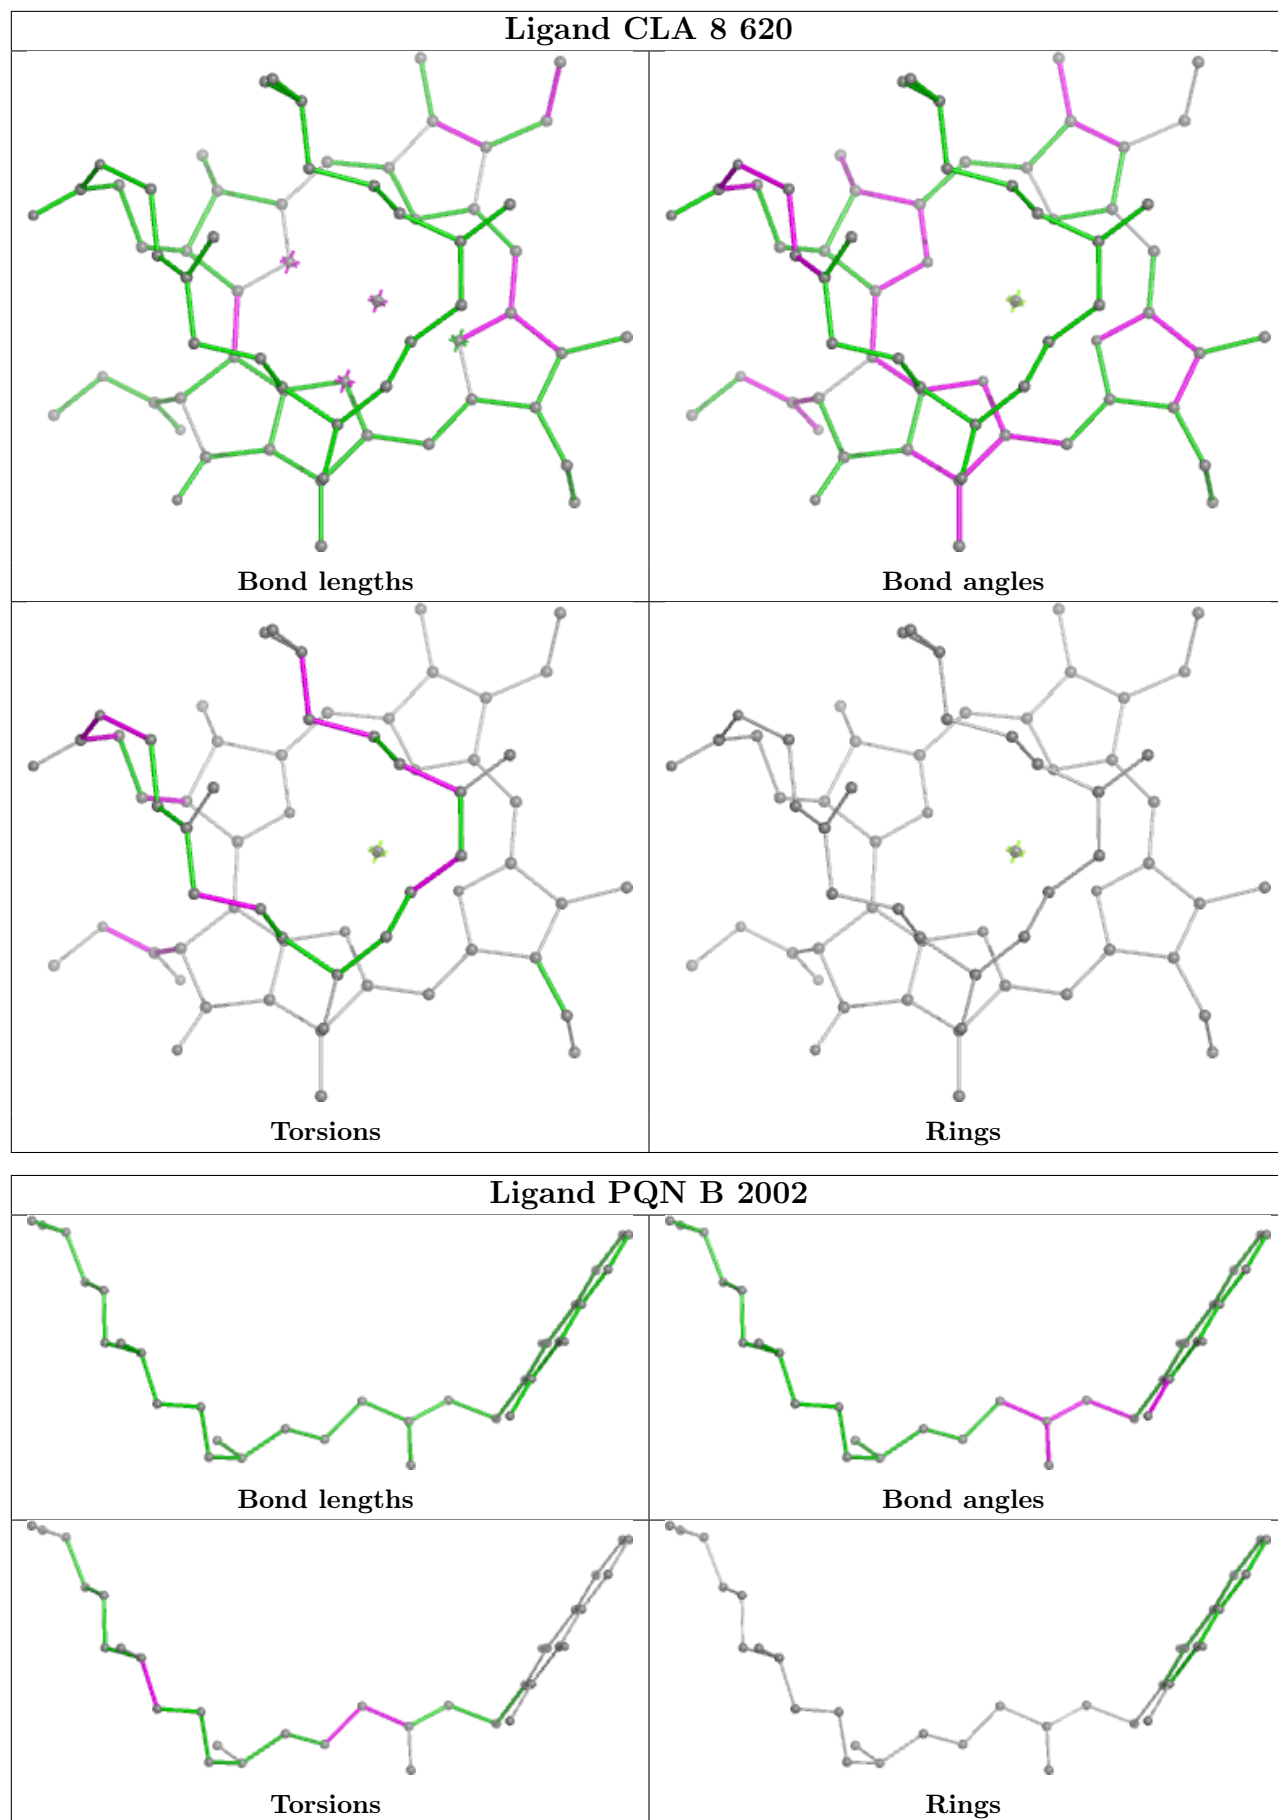 Ligand CLA 8 620
Bond lengths
Bond angles
Torsions
Rings
Ligand PQN B 2002
Bond lengths
Bond angles
Torsions
Rings